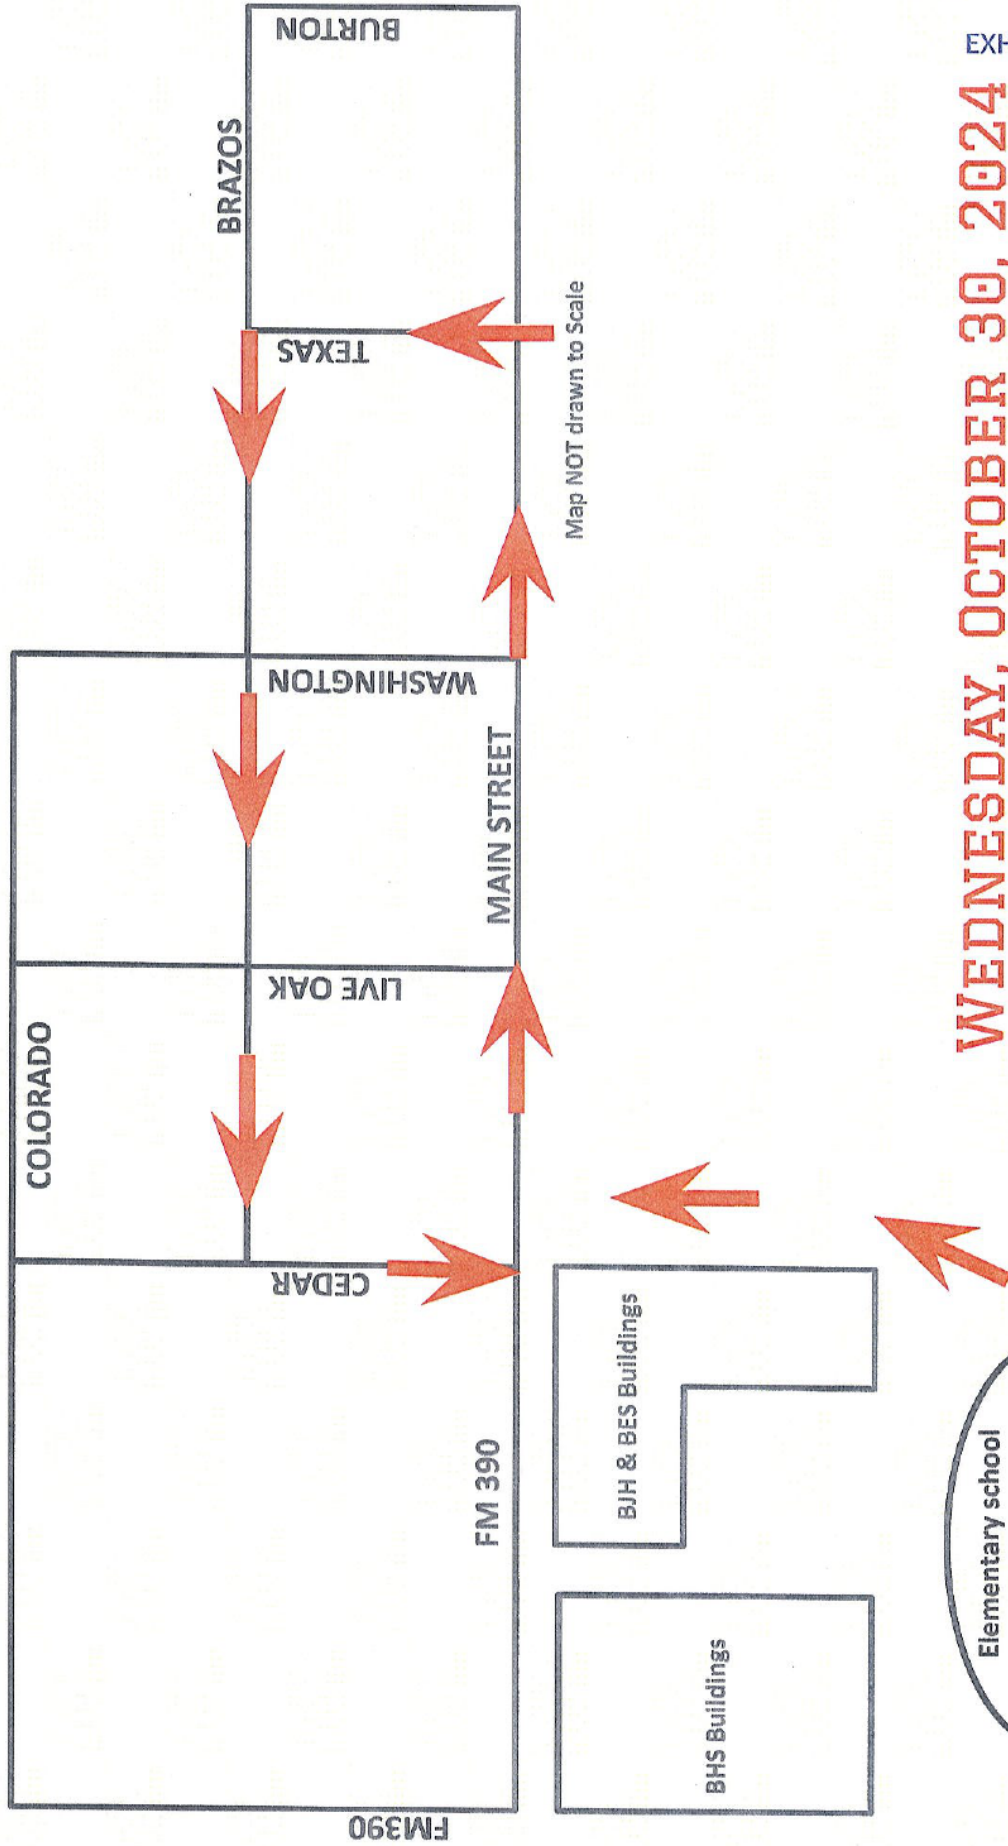 COLORADO
BRAZOS
BURTON
TEXAS
WASHINGTON
LIVE OAK
CEDAR
MAIN STREET
FM 390
FM390
Map NOT drawn to Scale
BJH & BES Buildings
BHS Buildings
Elementary school
WEDNESDAY, OCTOBER 30, 2024
EXH